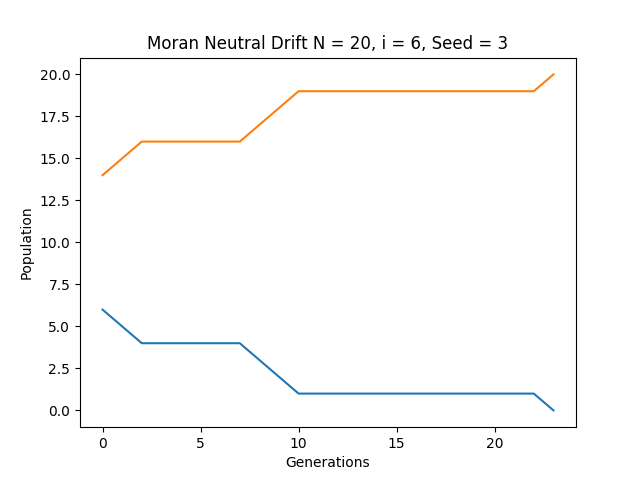 Moran Neutral Drift N = 20, i = 6, Seed = 3
20.0
17.5
15.0
12.5
10.0
7.5
5.0
2.5
0.0
Population
0 5 10 15 20
Generations